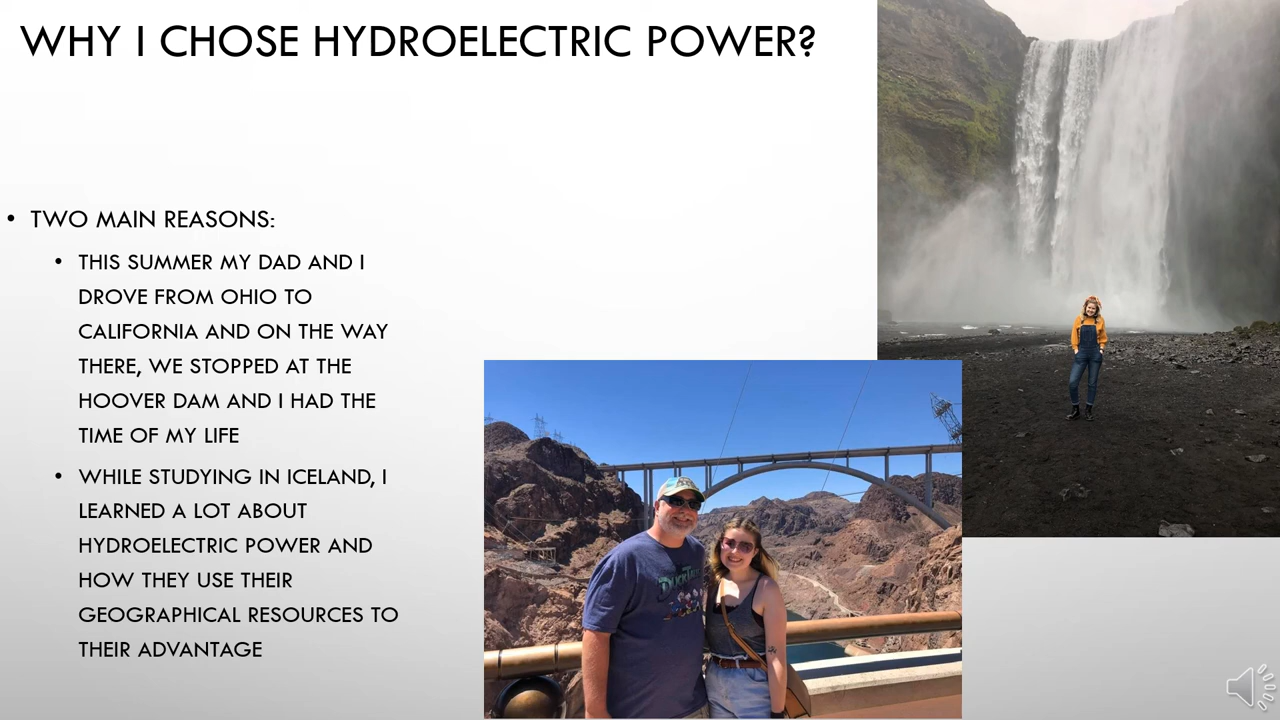 WHY I CHOSE HYDROELECTRIC POWER?
• TWO MAIN REASONS:
• THIS SUMMER MY DAD AND I
DROVE FROM OHIO TO
CALIFORNIA AND ON THE WAY
THERE, WE STOPPED AT THE
HOOVER DAM AND I HAD THE
TIME OF MY LIFE
• WHILE STUDYING IN ICELAND, I
LEARNED A LOT ABOUT
HYDROELECTRIC POWER AND
HOW THEY USE THEIR
GEOGRAPHICAL RESOURCES TO
THEIR ADVANTAGE